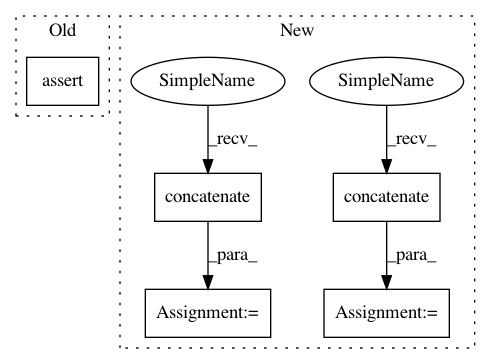 Old New
assert SimpleName SimpleName
_recv_ _recv_
concatenate concatenate
_para_ _para_
Assignment:= Assignment:=